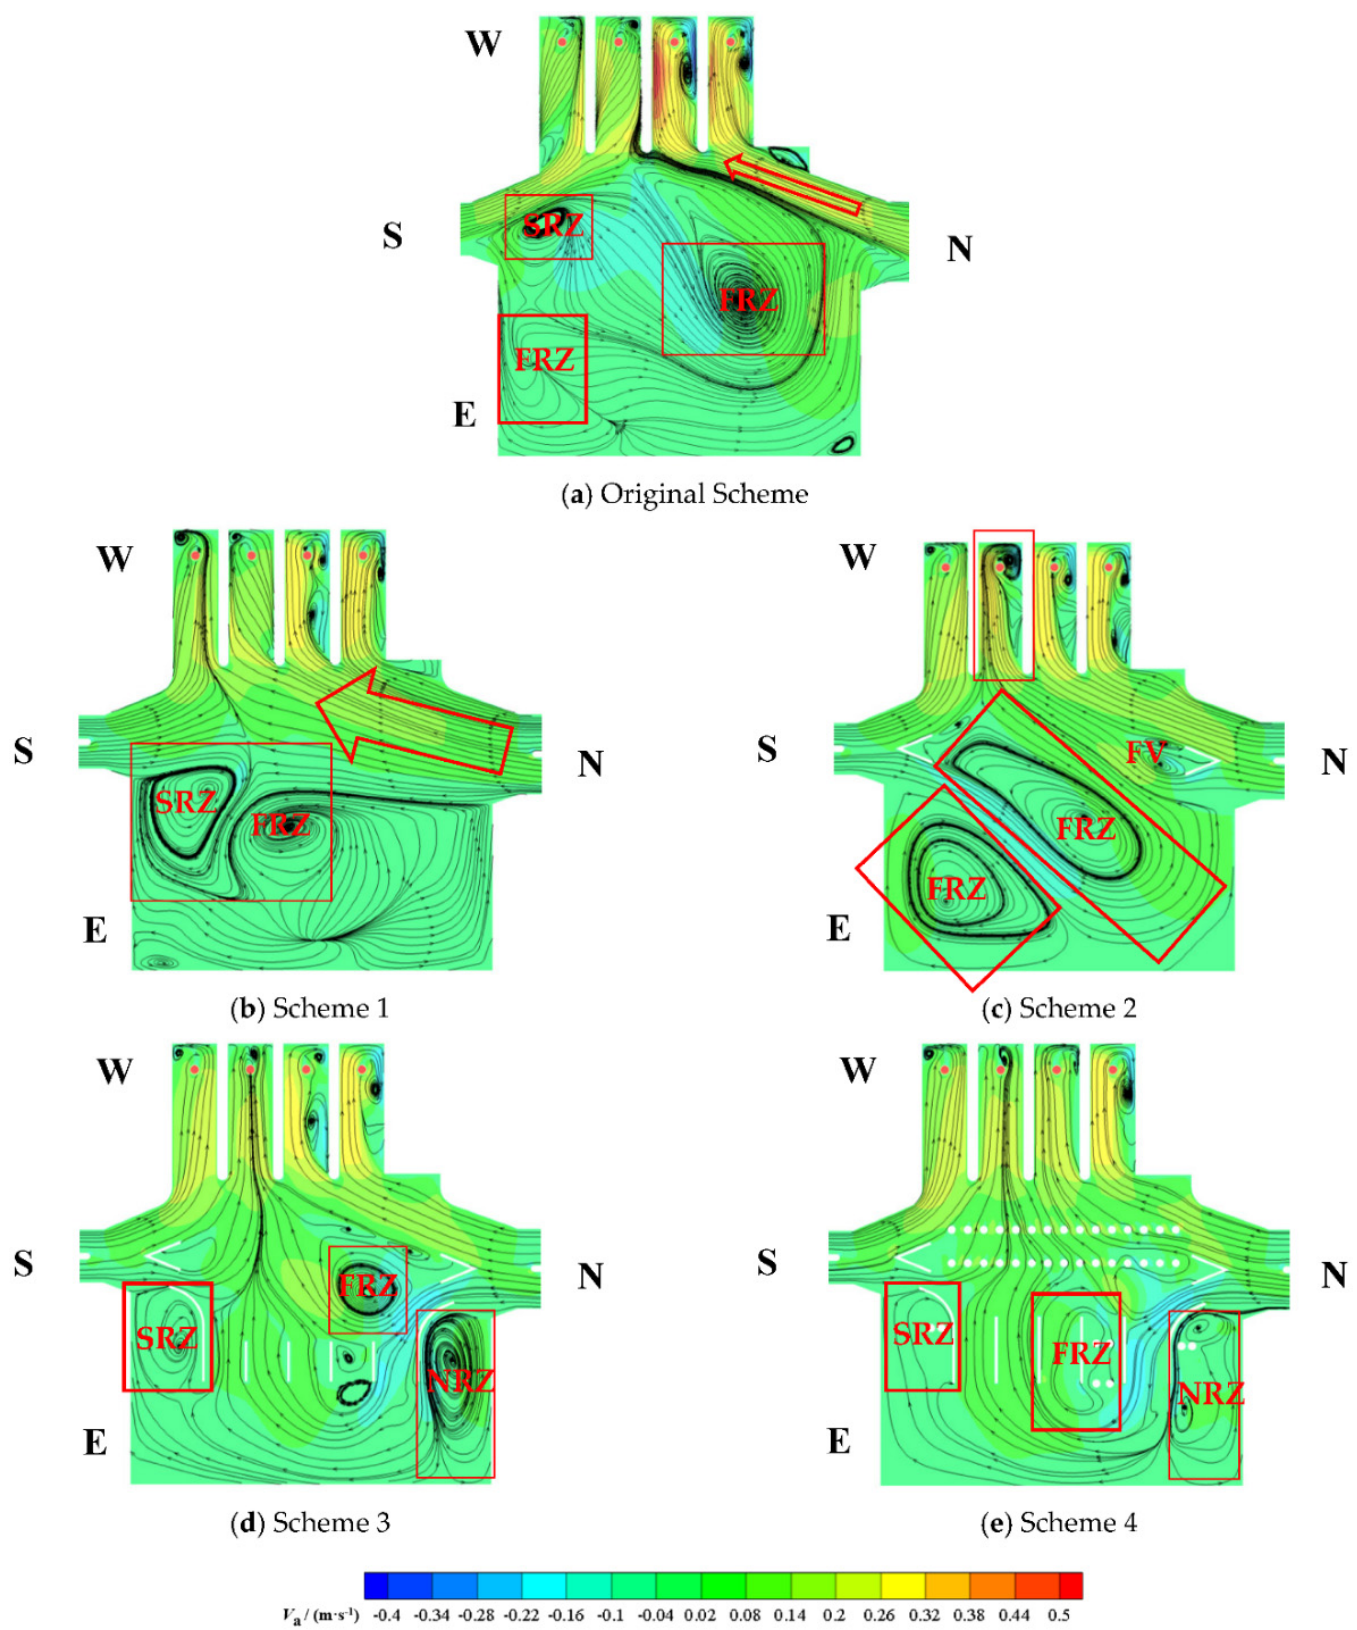 W
SRZ
S
N
FRZ
FRZ
E
(a) Original Scheme
W
W
S
N
SRZ
FRZ
E
S
FV
N
FRZ
FRZ
E
(b) Scheme 1
(c) Scheme 2
W
W
S
FRZ
N
SRZ
NRZ
E
S
N
SRZ
FRZ
NRZ
E
(d) Scheme 3
(e) Scheme 4
Va / (m·s-1) -0.4 -0.34 -0.28 -0.22 -0.16 -0.1 -0.04 0.02 0.08 0.14 0.2 0.26 0.32 0.38 0.44 0.5